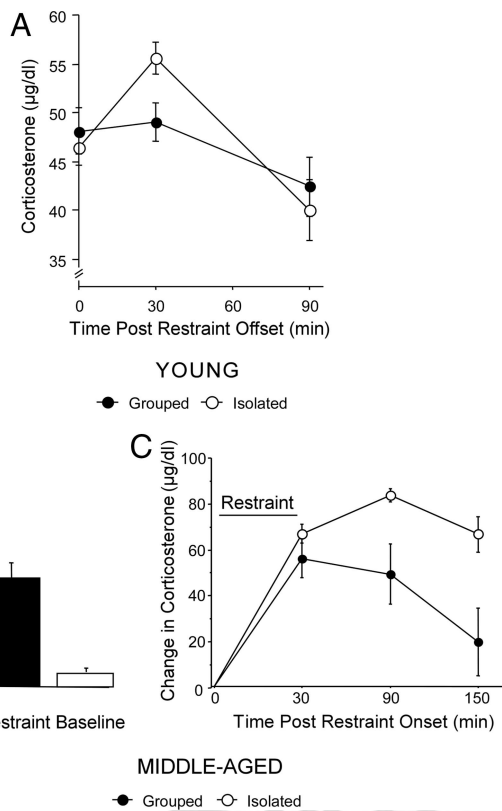 A
60
55
50
45
40
35
Corticosterone (µg/dl)
0 30 60 90
Time Post Restraint Offset (min)
YOUNG
Grouped Isolated
C
100
80
60
40
20
0
Change in Corticosterone (µg/dl)
Restraint
0 30 90 150
Time Post Restraint Onset (min)
straint Baseline
MIDDLE-AGED
Grouped Isolated